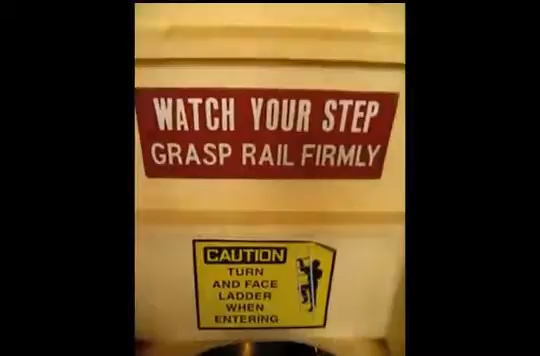 WATCH YOUR STEP
GRASP RAIL FIRMLY
CAUTION
TURN
AND FACE
LADDER
WHEN
ENTERING